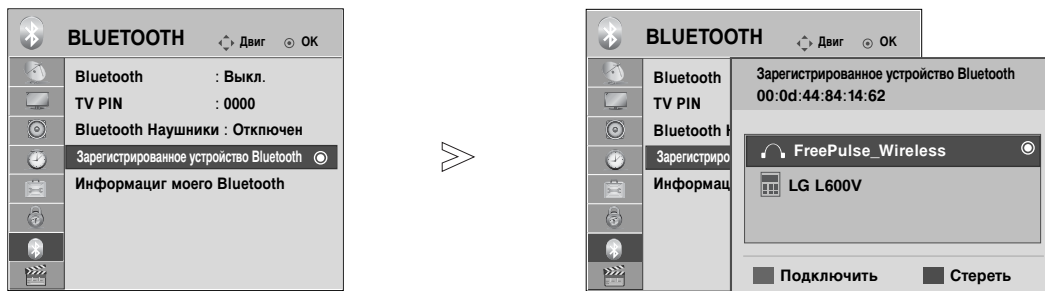 BLUETOOTH Двиг OK
Bluetooth : Выкл.
TV PIN : 0000
Bluetooth Наушники : Откпючен
Зарегистрированное устройство Bluetooth
Информациг моего Bluetooth
BLUETOOTH Двиг OK
Bluetooth
TV PIN
Bluetooth Н
Зарегистриро
Информац
Зарегистрированное устройство Bluetooth
00:0d:44:84:14:62
FreePulse_Wireless
LG L600V
Подключить Стереть